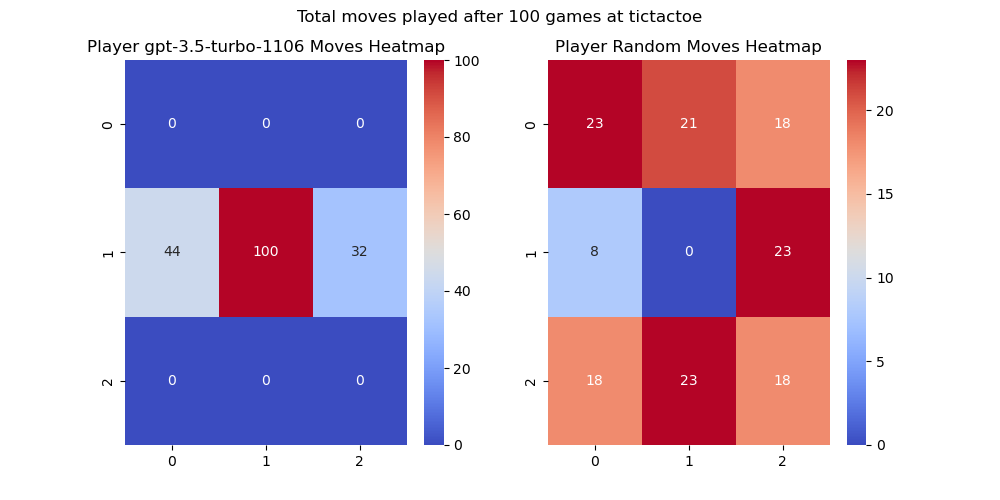 Total moves played after 100 games at tictactoe
Player gpt-3.5-turbo-1106 Moves Heatmap
0 0 0 0
1 44 100 32
2 0 0 0
0 1 2
100
80
60
40
20
0
Player Random Moves Heatmap
0 23 21 18
1 8 0 23
2 18 23 18
0 1 2
20
15
10
5
0